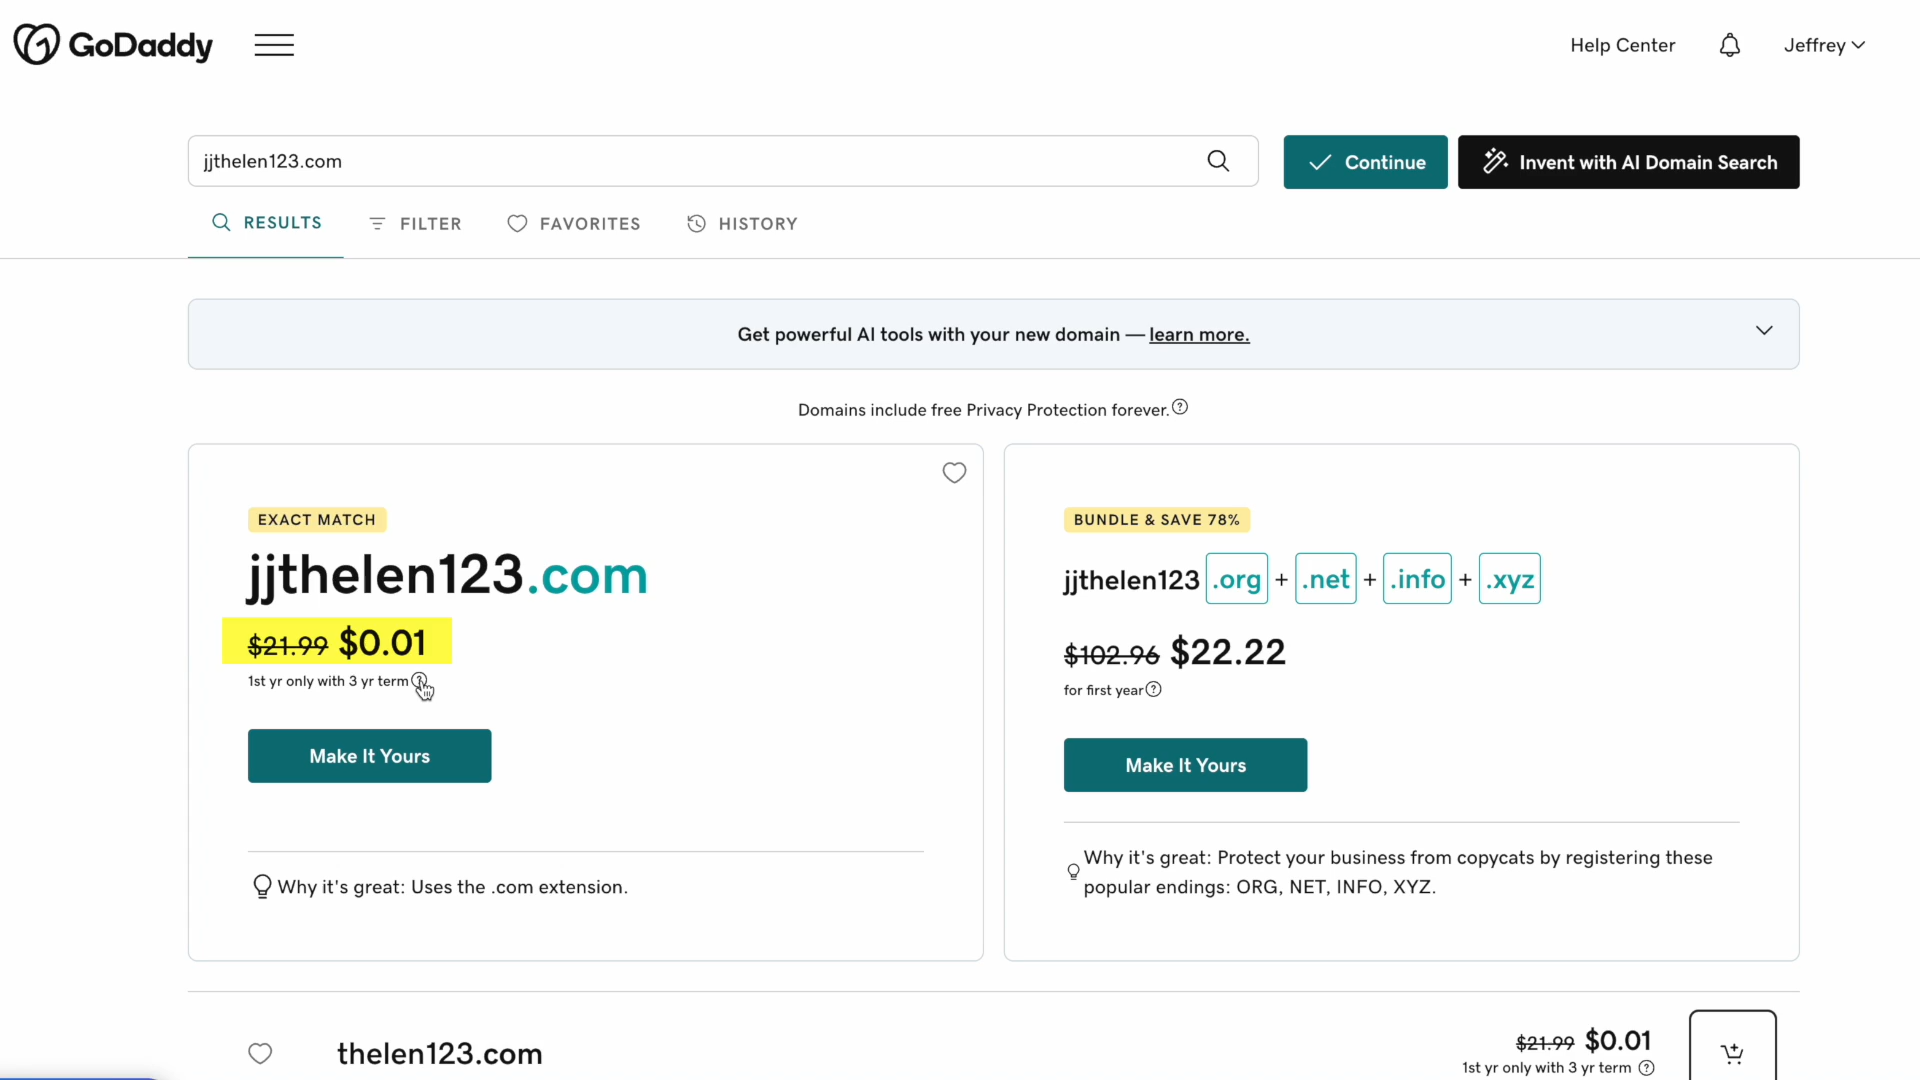 GoDaddy
Help Center
Jeffrey
jjthelen123.com
Continue
Invent with AI Domain Search
RESULTS
FILTER
FAVORITES
HISTORY
Get powerful AI tools with your new domain — learn more.
Domains include free Privacy Protection forever.
EXACT MATCH
jjthelen123.com
$21.99 $0.01
1st yr only with 3 yr term
Make It Yours
Why it's great: Uses the .com extension.
BUNDLE & SAVE 78%
jjthelen123 .org + .net + .info + .xyz
$102.96 $22.22
for first year
Make It Yours
Why it's great: Protect your business from copycats by registering these
popular endings: ORG, NET, INFO, XYZ.
thelen123.com
$21.99 $0.01
1st yr only with 3 yr term